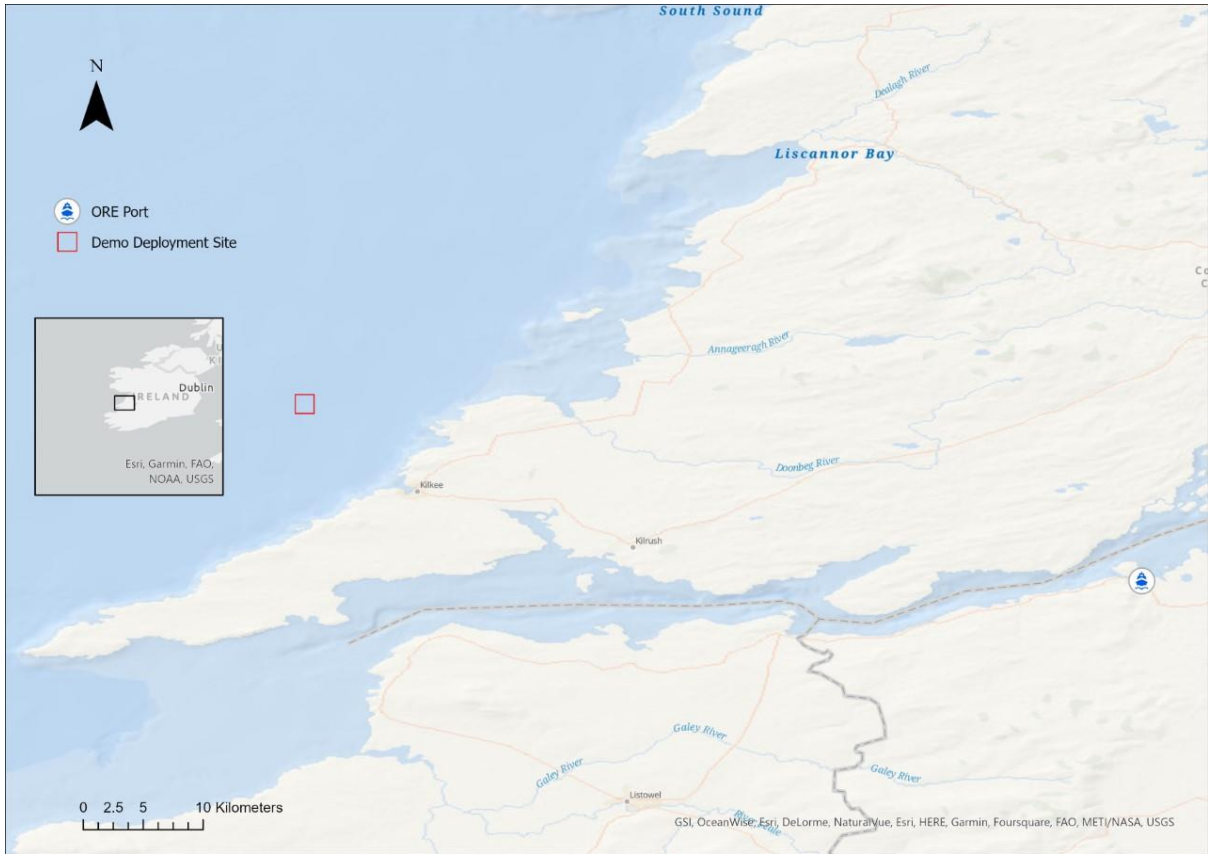 South Sound
N
Dealagh River
Liscannor Bay
ORE Port
Demo Deployment Site
Co
C
Annageeragh River
U
KI
Dublin
RELAND
Esri, Garmin, FAO,
NOAA, USGS
Doonbeg River
Kilkee
Kilrush
Galey River
Galey River
Galey River
Listowel
0 2.5 5 10 Kilometers
GSI, OceanWise, Esri, DeLorme, NaturalVue, Esri, HERE, Garmin, Foursquare, FAO, METI/NASA, USGS